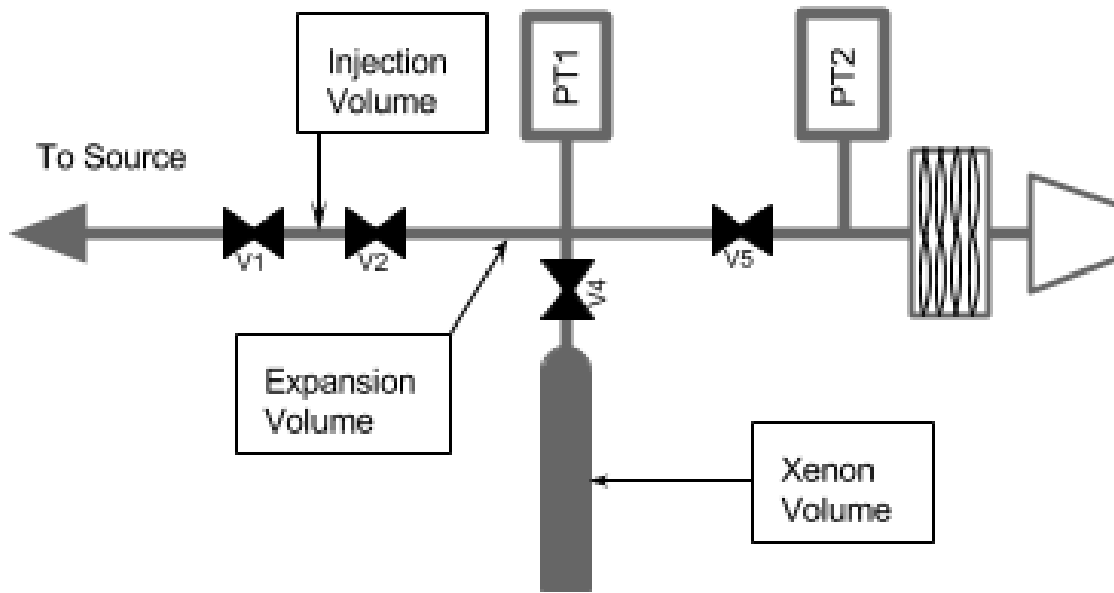 Injection
Volume
PT1
PT2
To Source
V1
V2
V5
V4
Expansion
Volume
Xenon
Volume